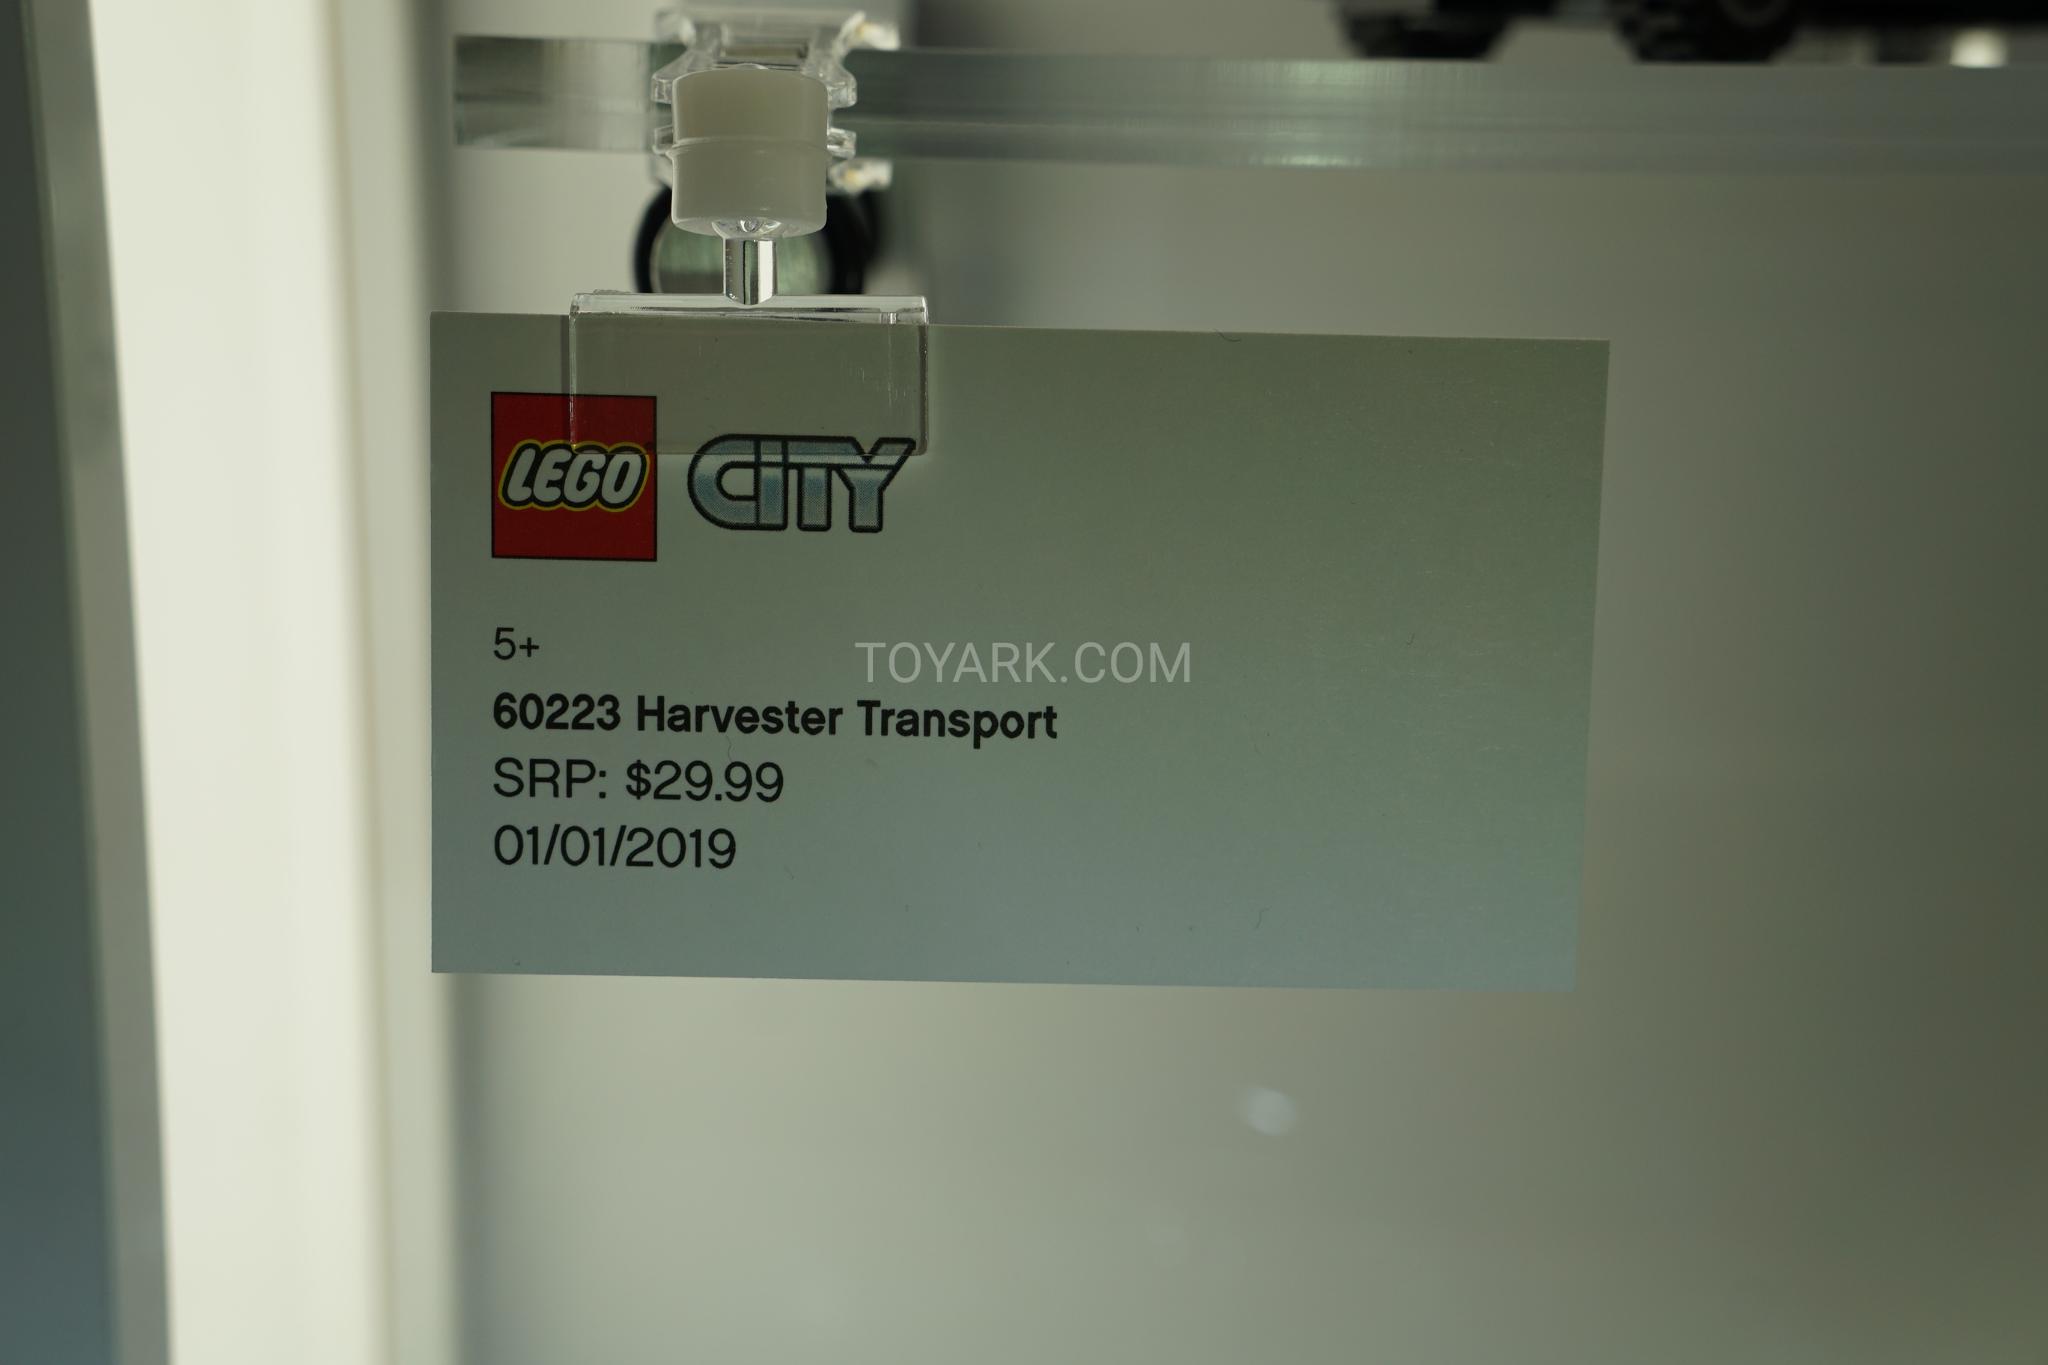 LEGO CITY
5+
TOYARK.COM
60223 Harvester Transport
SRP: $29.99
01/01/2019